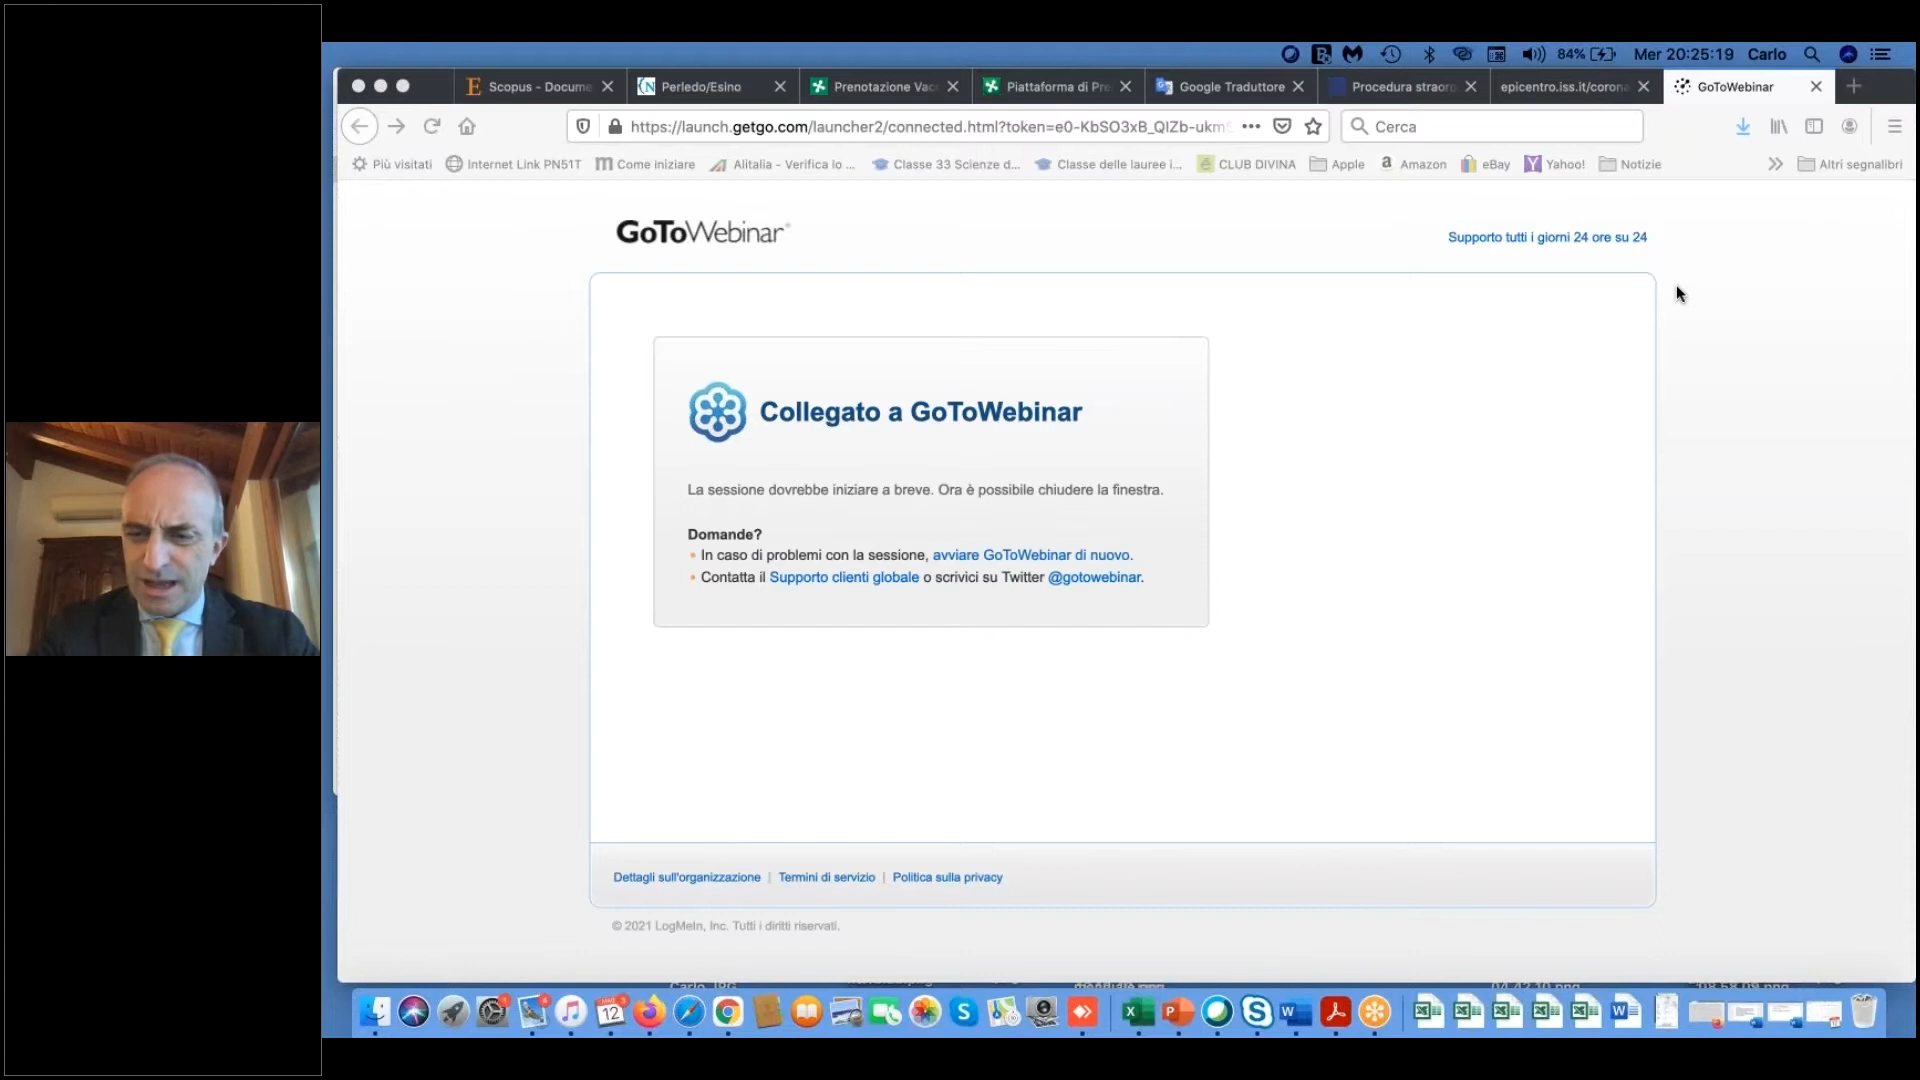 84% Mer 20:25:19 Carlo
Scopus - Docume
Perledo/Esino
Prenotazione Vac
Piattaforma di Pre
Google Traduttore
Procedura straord
epicentro.iss.it/corona
GoToWebinar
https://launch.getgo.com/launcher2/connected.html?token=e0-KbSO3xB_QIZb-ukmS
Cerca
Più visitati
Internet Link PN51T
Come iniziare
Alitalia - Verifica lo ...
Classe 33 Scienze d...
Classe delle lauree i...
CLUB DIVINA
Apple
Amazon
eBay
Yahoo!
Notizie
Altri segnalibri
GoToWebinar
Supporto tutti i giorni 24 ore su 24
Collegato a GoToWebinar
La sessione dovrebbe iniziare a breve. Ora è possibile chiudere la finestra.
Domande?
In caso di problemi con la sessione, avviare GoToWebinar di nuovo.
Contatta il Supporto clienti globale o scrivici su Twitter @gotowebinar.
Dettagli sull'organizzazione | Termini di servizio | Politica sulla privacy
© 2021 LogMeIn, Inc. Tutti i diritti riservati.
12